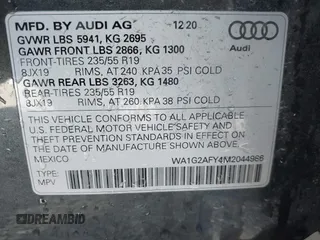 MFD. BY AUDI AG 12 20
GVWR LBS 5941, KG 2695
GAWR FRONT LBS 2866, KG 1300
FRONT-TIRES 235/55 R19
8JX19 RIMS, AT 240 KPA 35 PSI COLD
GAWR REAR LBS 3263, KG 1480
REAR-TIRES 235/55 R19
8JX19 RIMS, AT 260 KPA 38 PSI COLD
Audi
THIS VEHICLE CONFORMS TO ALL APPLICABLE
U.S. FEDERAL MOTOR VEHICLE SAFETY
AND THEFT PREVENTION STANDARDS IN EFFECT ON THE
DATE OF MANUFACTURE SHOWN ABOVE.
MEXICO WA1G2AFY4M2044966
TYPE:
MPV
DREAMBID